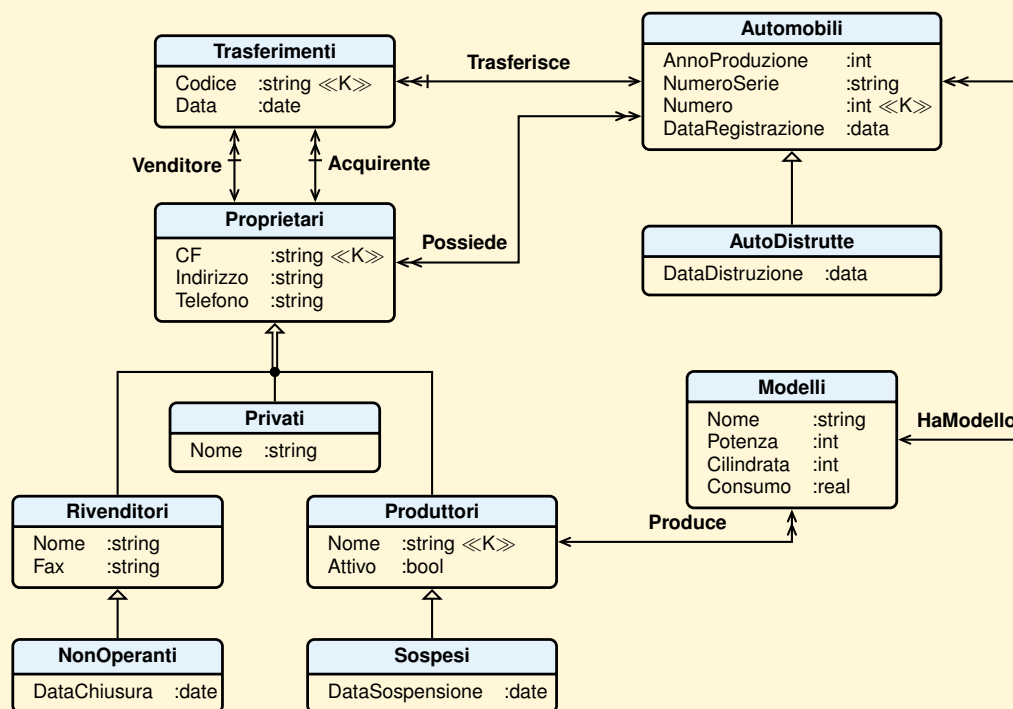 Automobili
AnnoProduzione :int
NumeroSerie :string
Numero :int ≪K≫
DataRegistrazione :data
Trasferimenti
Codice :string ≪K≫
Data :date
Trasferisce
Venditore
Acquirente
Proprietari
CF :string ≪K≫
Indirizzo :string
Telefono :string
Possiede
AutoDistrutte
DataDistruzione :data
Privati
Nome :string
Modelli
Nome :string
Potenza :int
Cilindrata :int
Consumo :real
HaModello
Rivenditori
Nome :string
Fax :string
Produttori
Nome :string ≪K≫
Attivo :bool
Produce
NonOperanti
DataChiusura :date
Sospesi
DataSospensione :date